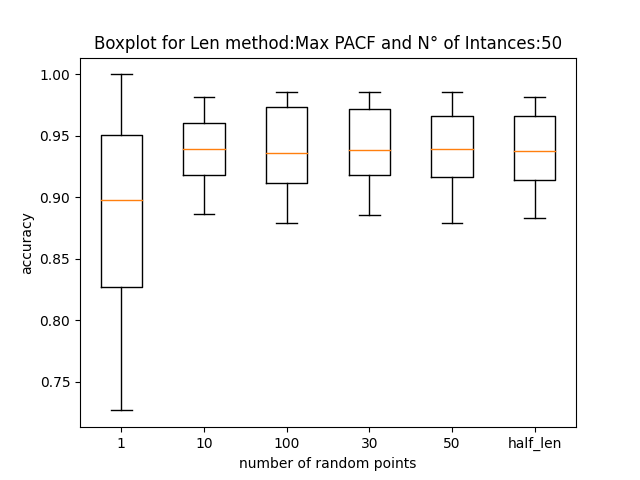 Boxplot for Len method:Max PACF and N° of Intances:50
1.00
0.95
0.90
0.85
0.80
0.75
accuracy
1 10 100 30 50 half_len
number of random points